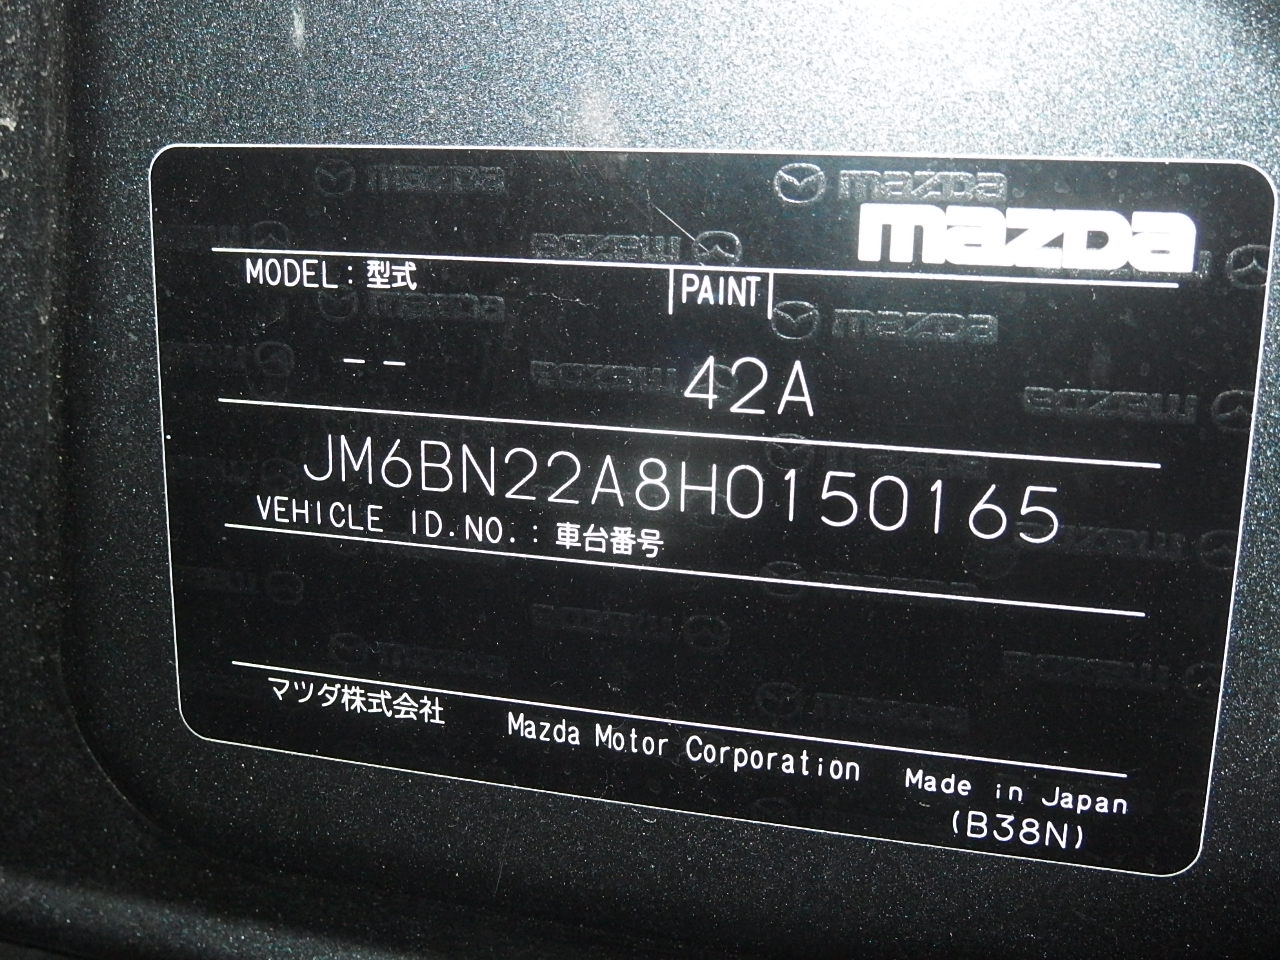 mazda
MODEL : 型式 PAINT
-- 42A
JM6BN22A8H0150165
VEHICLE ID.NO. : 車台番号
マツダ株式会社 Mazda Motor Corporation Made in Japan
(B38N)